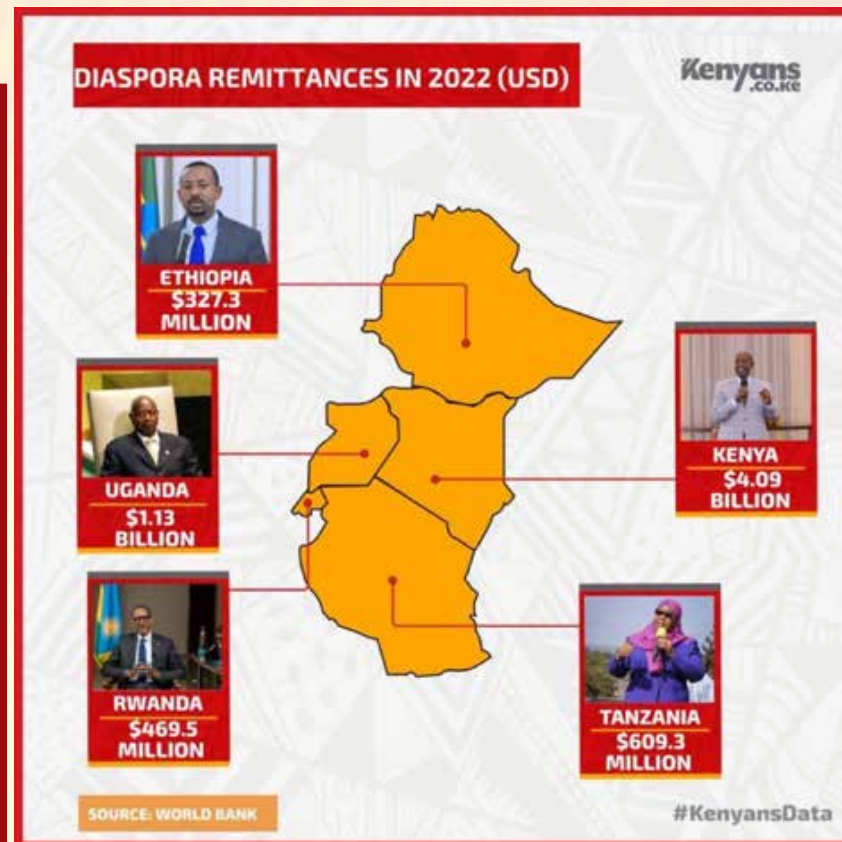 DIASPORA REMITTANCES IN 2022 (USD)
Kenyans
.co.ke
ETHIOPIA
$327.3
MILLION
UGANDA
$1.13
BILLION
KENYA
$4.09
BILLION
RWANDA
$469.5
MILLION
TANZANIA
$609.3
MILLION
SOURCE: WORLD BANK
#KenyansData